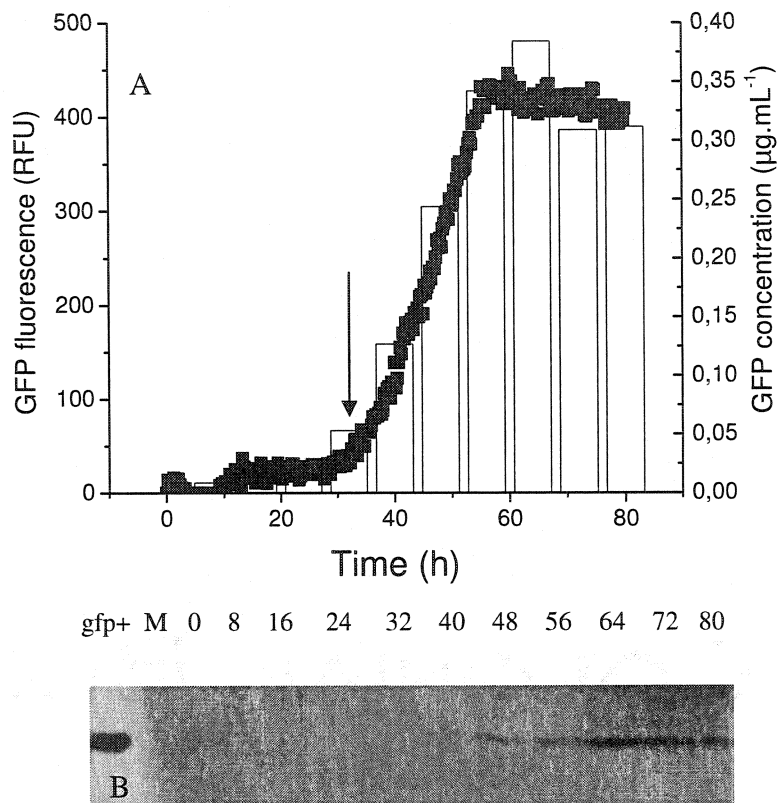 A
GFP fluorescence (RFU)
500
400
300
200
100
0
0,40
0,35
0,30
0,25
0,20
0,15
0,10
0,05
0,00
GFP concentration (µg.mL⁻¹)
0 20 40 60 80
Time (h)
gfp+ M 0 8 16 24 32 40 48 56 64 72 80
B